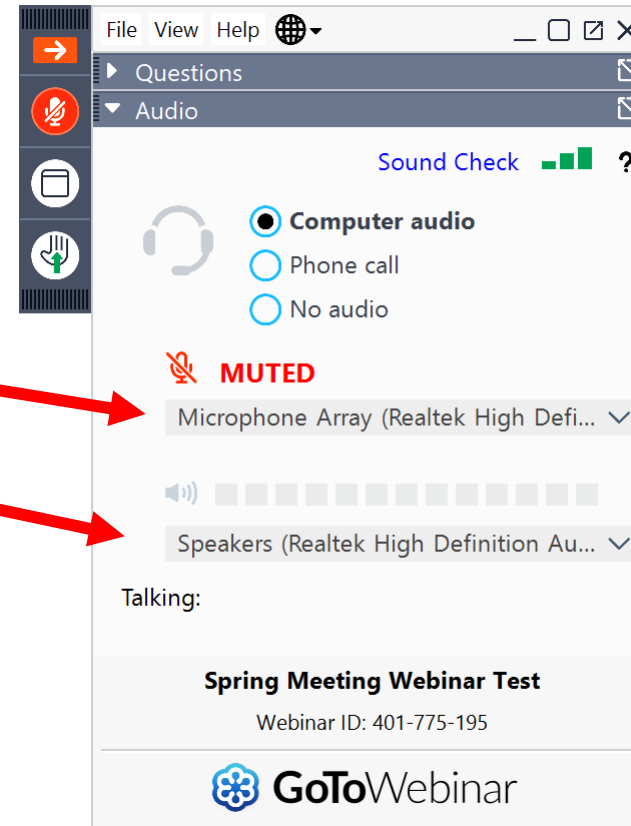 File View Help
Questions
Audio
Sound Check ?
Computer audio
Phone call
No audio
MUTED
Microphone Array (Realtek High Defi...
Speakers (Realtek High Definition Au...
Talking:
Spring Meeting Webinar Test
Webinar ID: 401-775-195
GoToWebinar